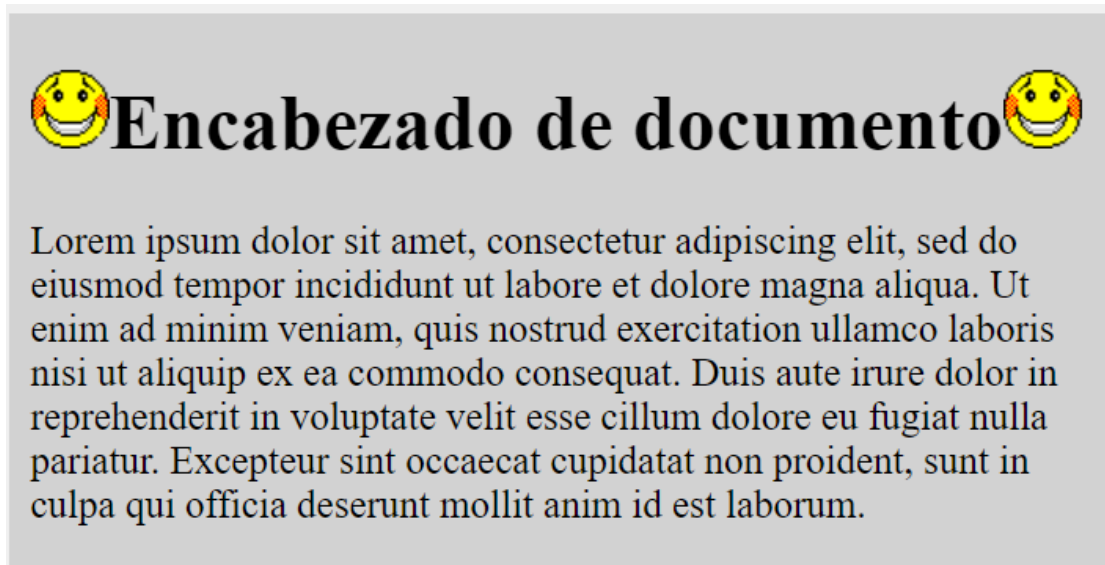 Encabezado de documento
Lorem ipsum dolor sit amet, consectetur adipiscing elit, sed do
eiusmod tempor incididunt ut labore et dolore magna aliqua. Ut
enim ad minim veniam, quis nostrud exercitation ullamco laboris
nisi ut aliquip ex ea commodo consequat. Duis aute irure dolor in
reprehenderit in voluptate velit esse cillum dolore eu fugiat nulla
pariatur. Excepteur sint occaecat cupidatat non proident, sunt in
culpa qui officia deserunt mollit anim id est laborum.